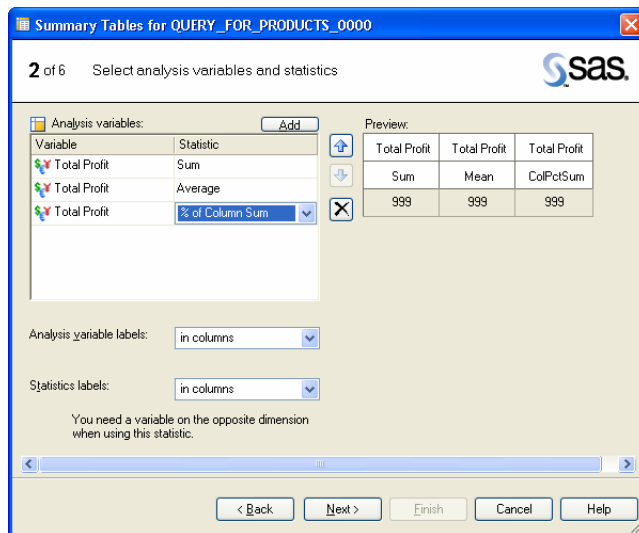 Summary Tables for QUERY_FOR_PRODUCTS_0000
2 of 6 Select analysis variables and statistics
sas.
Analysis variables: Add
Variable Statistic
Total Profit Sum
Total Profit Average
Total Profit % of Column Sum
Preview:
Total Profit Total Profit Total Profit
Sum Mean ColPctSum
999 999 999
Analysis variable labels: in columns
Statistics labels: in columns
You need a variable on the opposite dimension
when using this statistic.
< Back Next > Finish Cancel Help